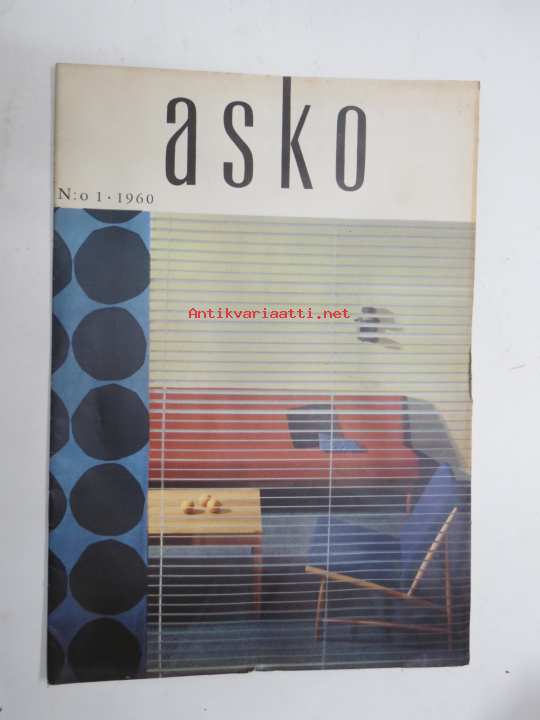 asko
N:o 1 · 1960
Antikvariaatti.net